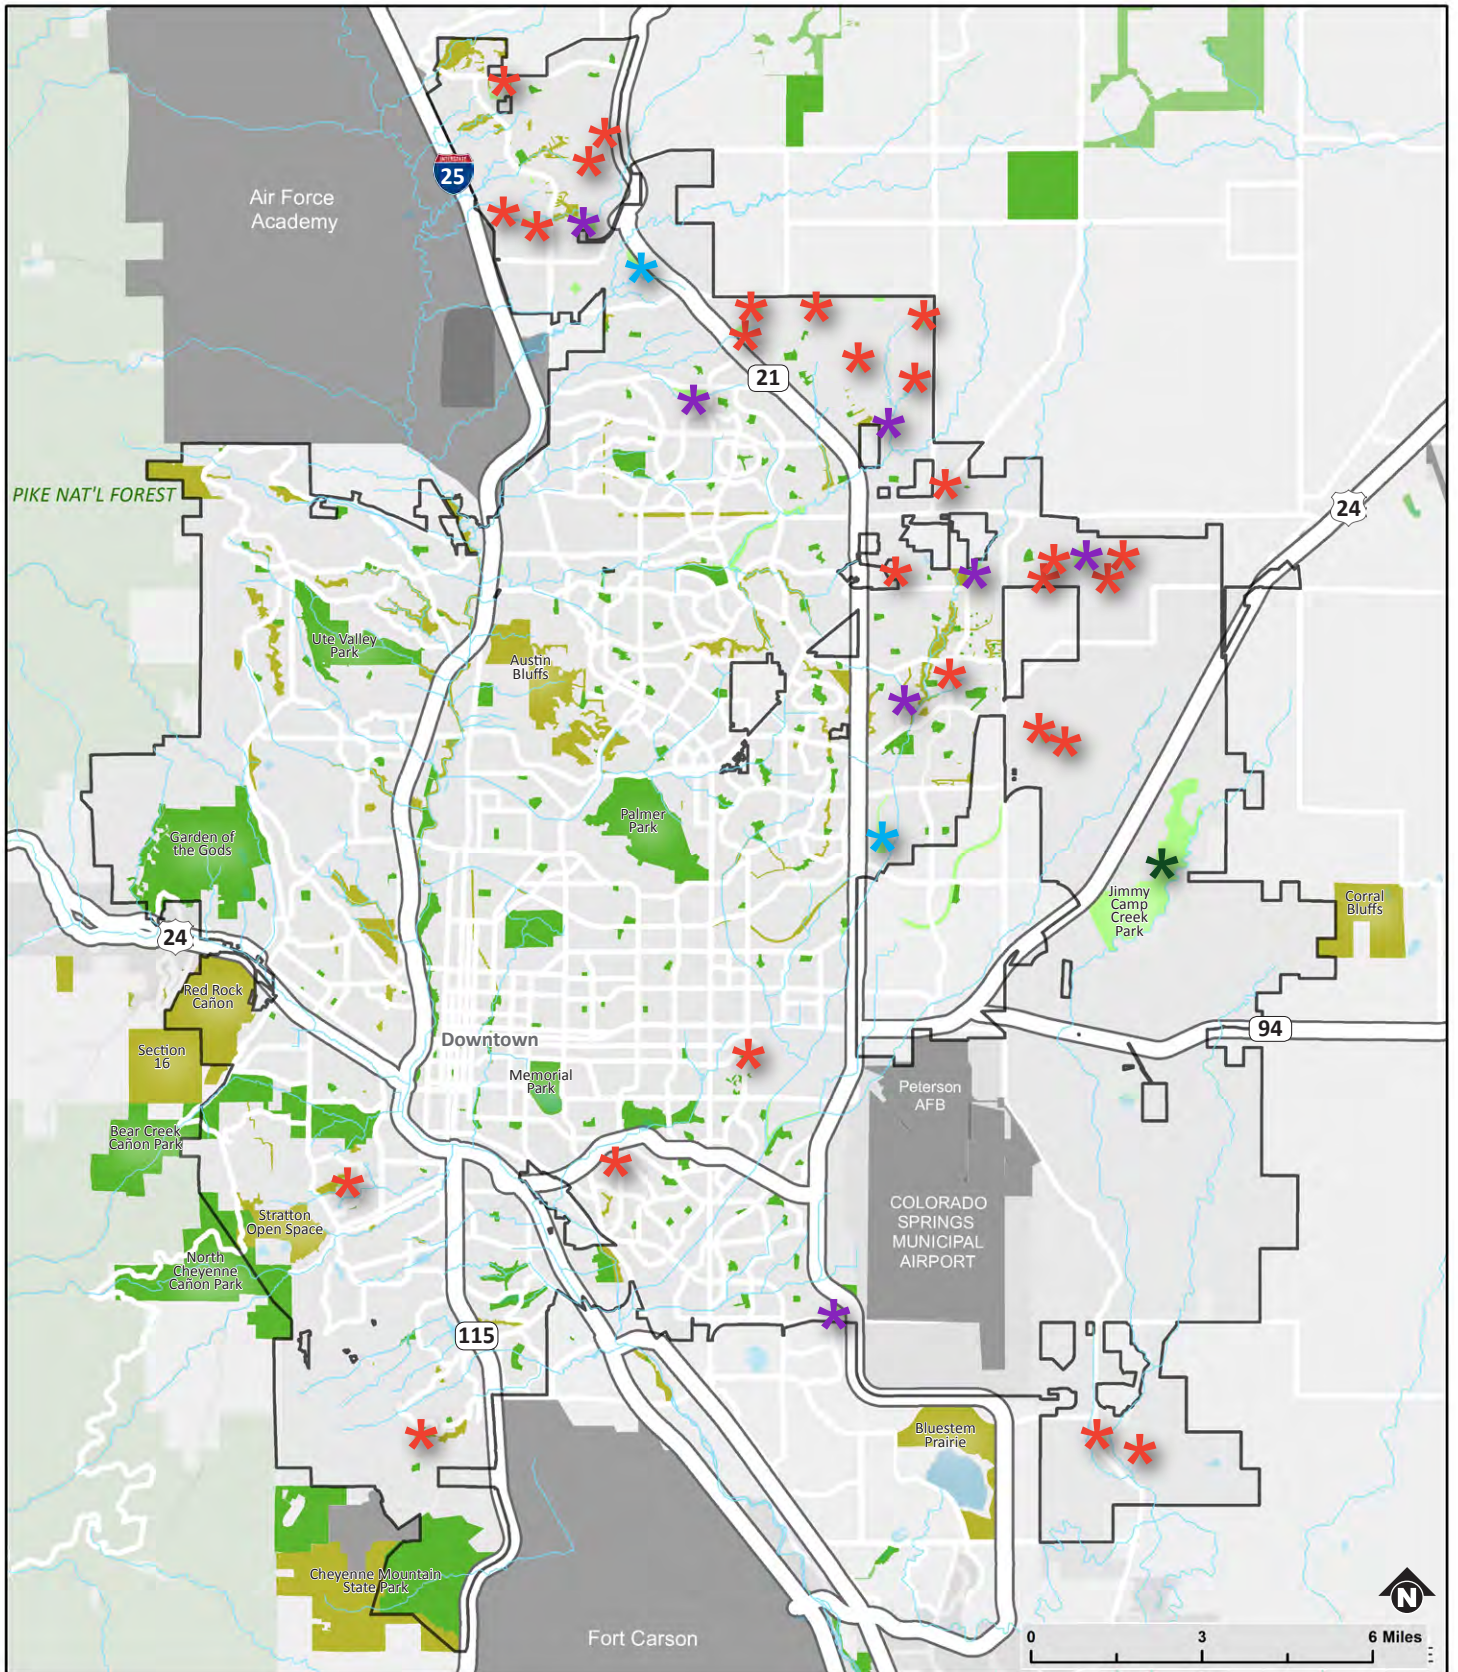 INTERSTATE
25
Air Force
Academy
21
PIKE NAT'L FOREST
24
Ute Valley
Park
Austin
Bluffs
Palmer
Park
Garden of
the Gods
Jimmy
Camp
Creek
Park
Corral
Bluffs
24
Red Rock
Cañon
94
Downtown
Section
16
Memorial
Park
Peterson
AFB
Bear Creek
Cañon Park
COLORADO
SPRINGS
MUNICIPAL
AIRPORT
Stratton
Open Space
North
Cheyenne
Cañon Park
115
Bluestem
Prairie
Cheyenne Mountain
State Park
Fort Carson
N
0 3 6 Miles